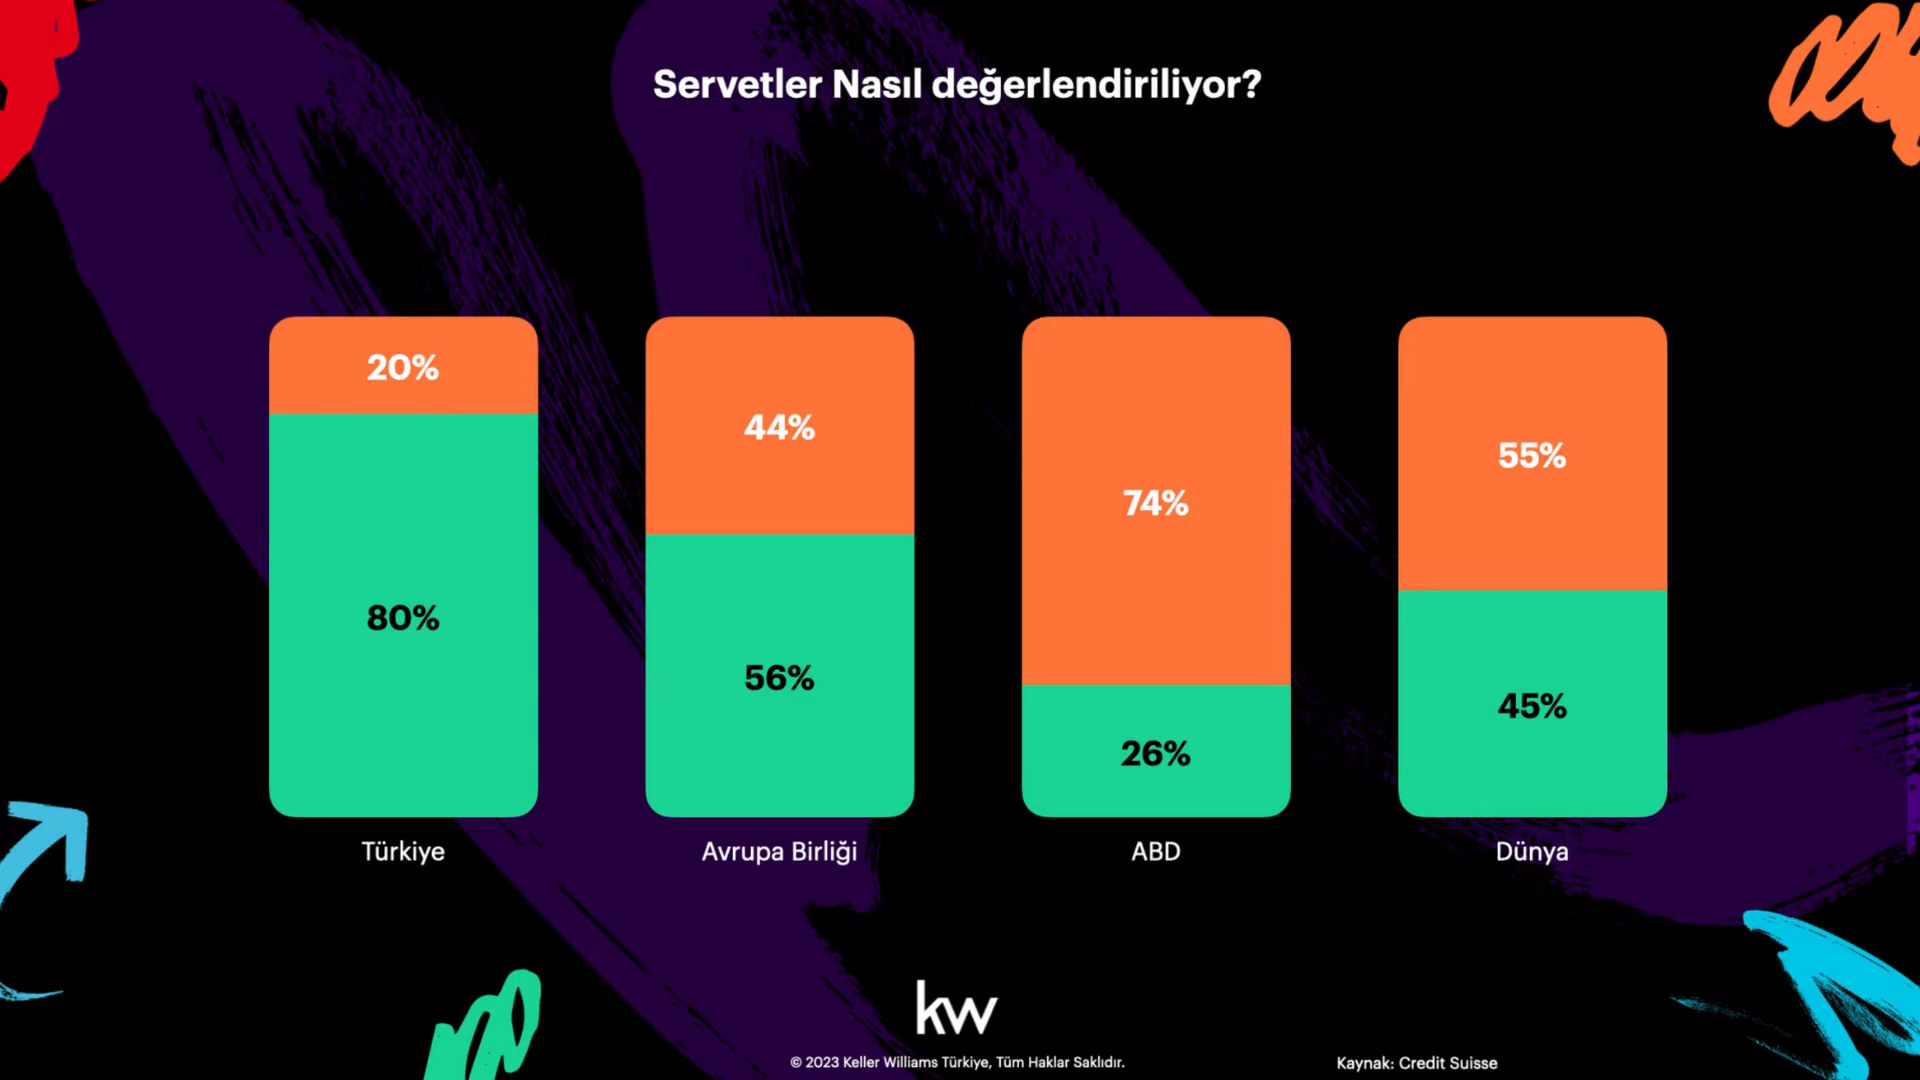 Servetler Nasıl değerlendiriliyor?
20%
44%
74%
55%
80%
56%
26%
45%
Türkiye
Avrupa Birliği
ABD
Dünya
kw
© 2023 Keller Williams Türkiye, Tüm Haklar Saklıdır.
Kaynak: Credit Suisse